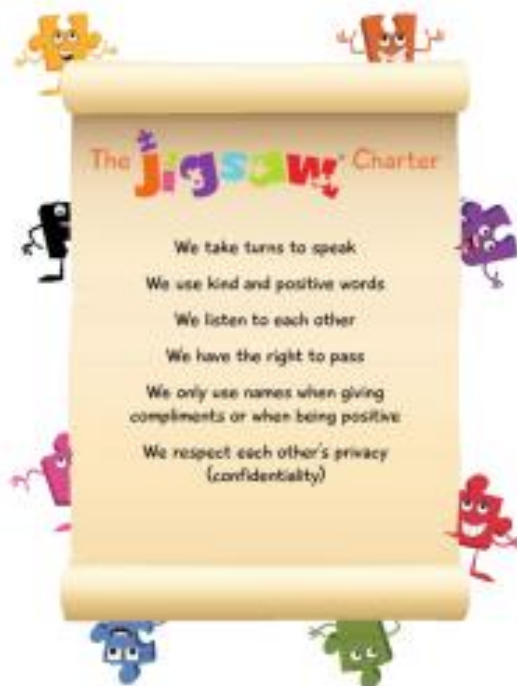 The Jigsaw Charter
We take turns to speak
We use kind and positive words
We listen to each other
We have the right to pass
We only use names when giving
compliments or when being positive
We respect each other's privacy
(confidentiality)